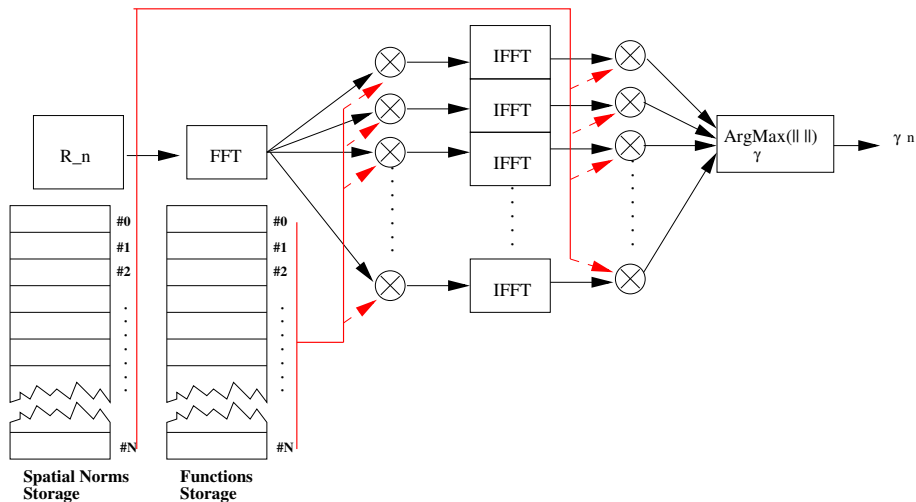 IFFT
IFFT
IFFT
R_n
FFT
ArgMax(|| ||)
γ
γ n
#0
#1
#2
#N
#0
#1
#2
#N
IFFT
Spatial Norms
Storage
Functions
Storage